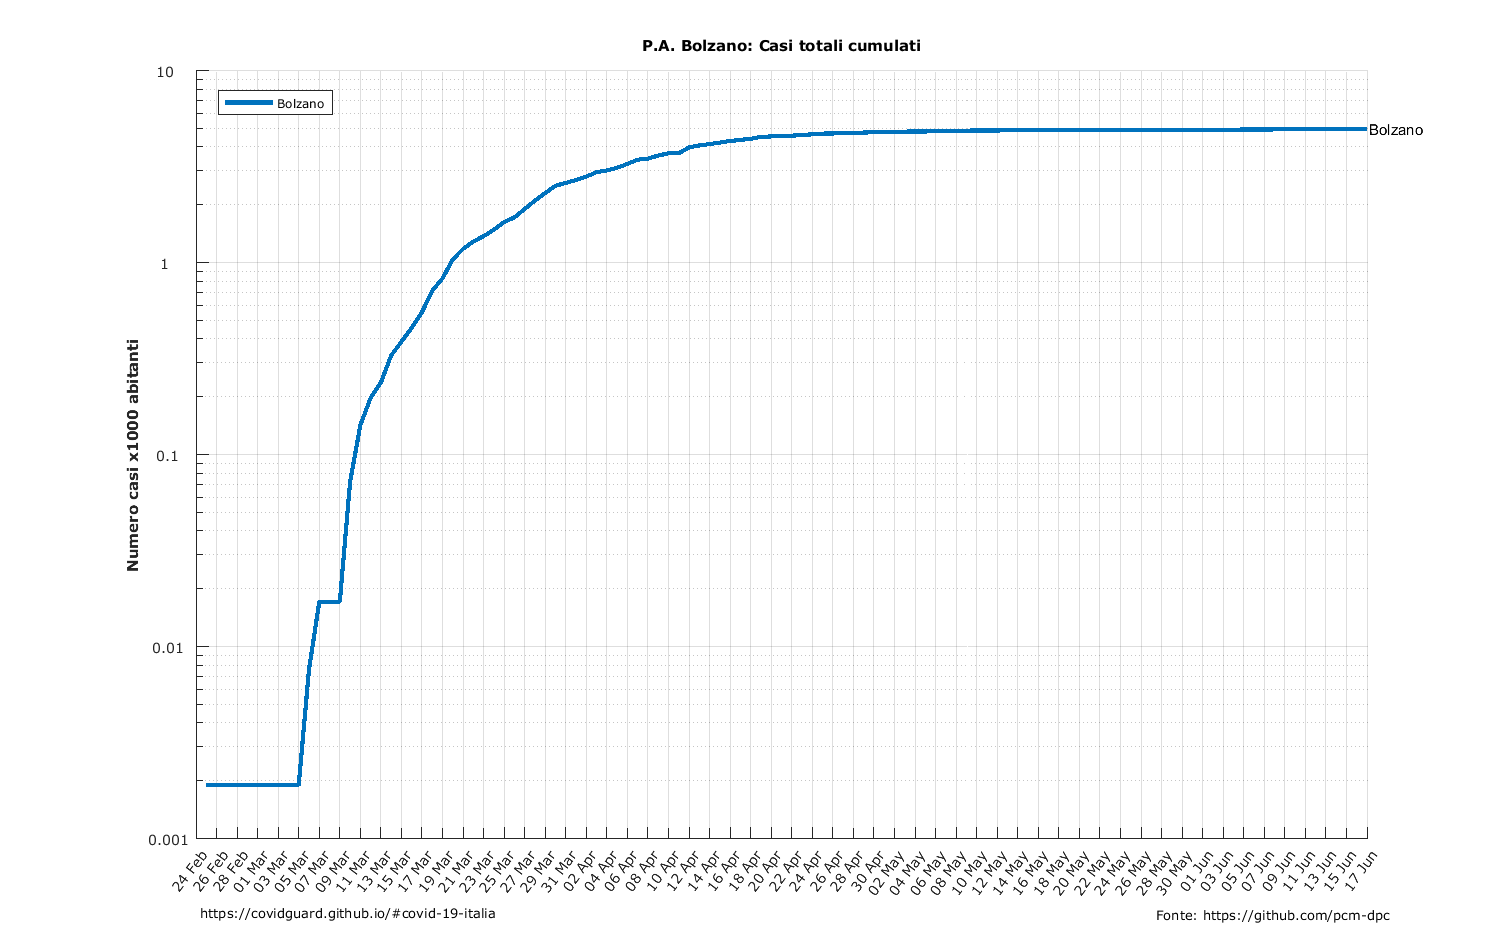 P.A. Bolzano: Casi totali cumulati
10
1
0.1
0.01
0.001
Numero casi x1000 abitanti
Bolzano
Bolzano
24 Feb
26 Feb
28 Feb
01 Mar
03 Mar
05 Mar
07 Mar
09 Mar
11 Mar
13 Mar
15 Mar
17 Mar
19 Mar
21 Mar
23 Mar
25 Mar
27 Mar
29 Mar
31 Mar
02 Apr
04 Apr
06 Apr
08 Apr
10 Apr
12 Apr
14 Apr
16 Apr
18 Apr
20 Apr
22 Apr
24 Apr
26 Apr
28 Apr
30 Apr
02 May
04 May
06 May
08 May
10 May
12 May
14 May
16 May
18 May
20 May
22 May
24 May
26 May
28 May
30 May
01 Jun
03 Jun
05 Jun
07 Jun
09 Jun
11 Jun
13 Jun
15 Jun
17 Jun
https://covidguard.github.io/#covid-19-italia
Fonte: https://github.com/pcm-dpc